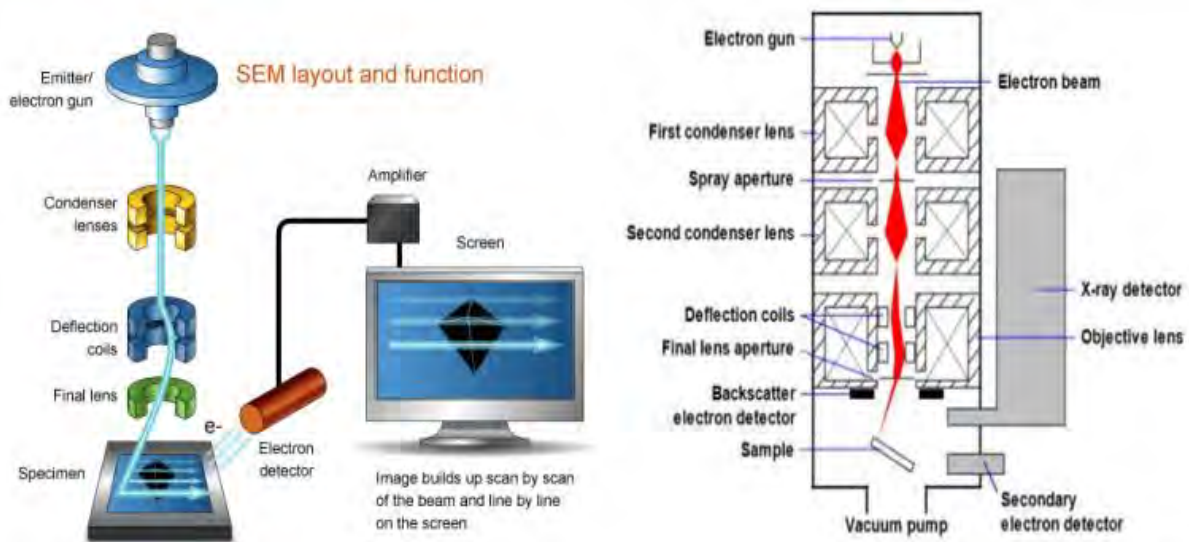 SEM layout and function
Emitter/
electron gun
Condenser
lenses
Deflection
coils
Final lens
Specimen
e-
Electron
detector
Amplifier
Screen
Image builds up scan by scan
of the beam and line by line
on the screen
Electron gun
Electron beam
First condenser lens
Spray aperture
Second condenser lens
X-ray detector
Deflection coils
Objective lens
Final lens aperture
Backscatter
electron detector
Sample
Secondary
electron detector
Vacuum pump